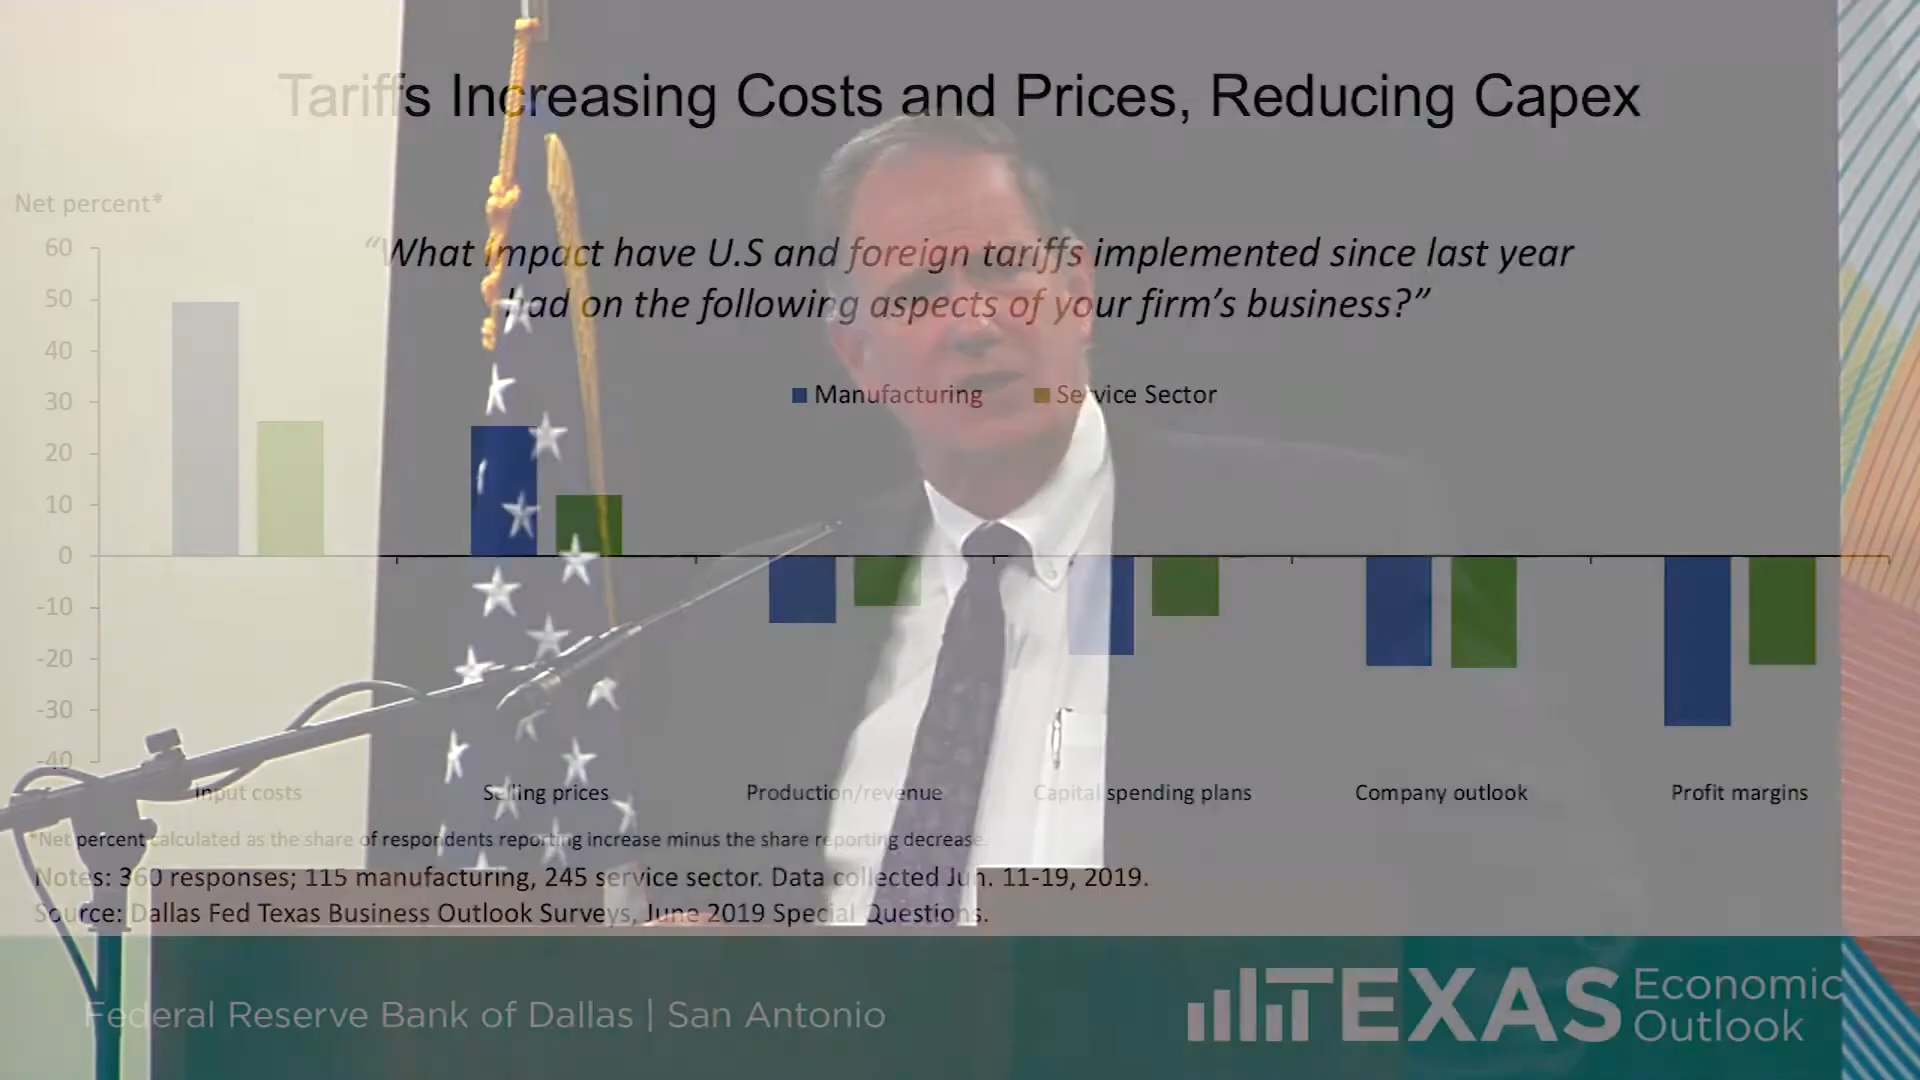 Tariffs Increasing Costs and Prices, Reducing Capex
Net percent*
“What impact have U.S and foreign tariffs implemented since last year
had on the following aspects of your firm’s business?”
Manufacturing
Service Sector
60
50
40
30
20
10
0
-10
-20
-30
-40
Input costs
Selling prices
Production/revenue
Capital spending plans
Company outlook
Profit margins
*Net percent calculated as the share of respondents reporting increase minus the share reporting decrease.
Notes: 360 responses; 115 manufacturing, 245 service sector. Data collected Jun. 11-19, 2019.
Source: Dallas Fed Texas Business Outlook Surveys, June 2019 Special Questions.
Federal Reserve Bank of Dallas | San Antonio
TEXAS
Economic
Outlook